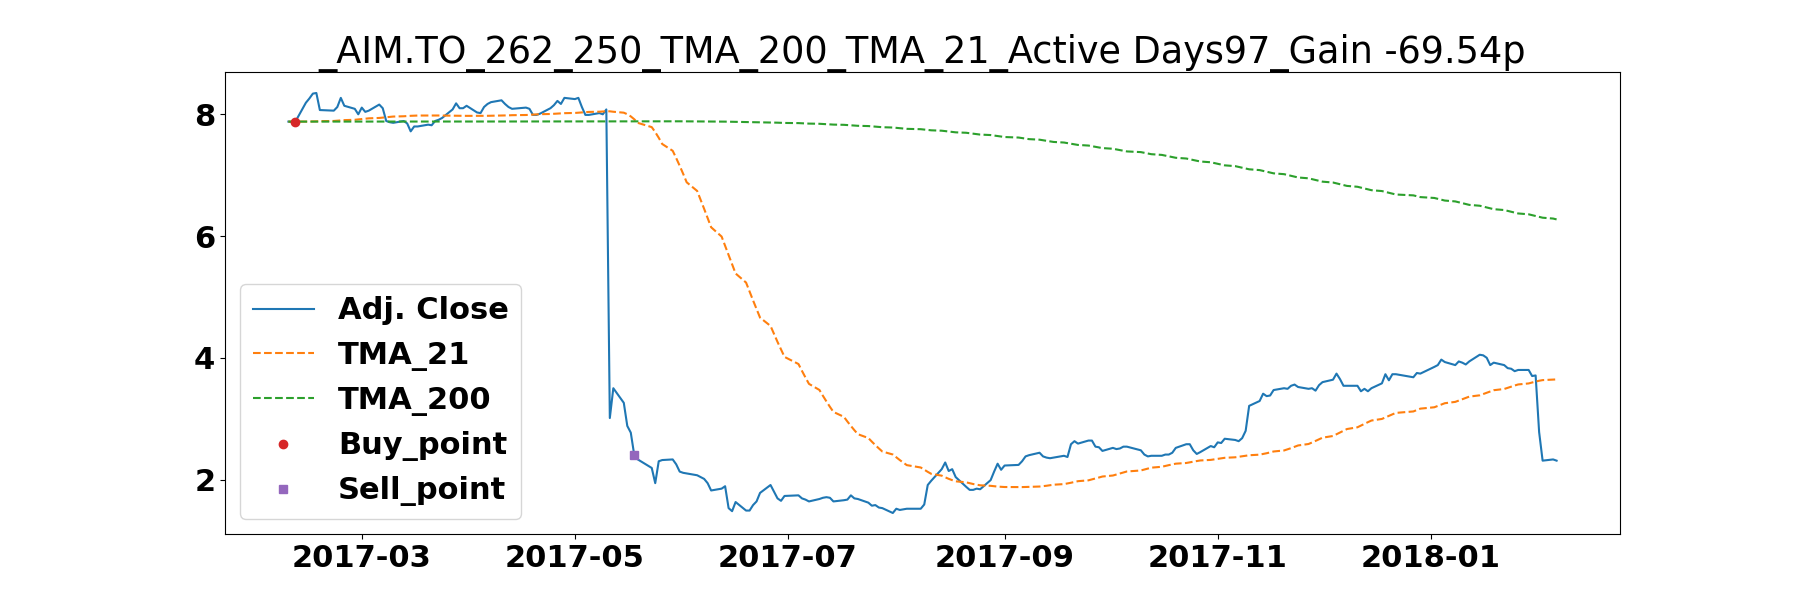 _AIM.TO_262_250_TMA_200_TMA_21_Active Days97_Gain -69.54p
8
6
4
2
Adj. Close
TMA_21
TMA_200
Buy_point
Sell_point
2017-03 2017-05 2017-07 2017-09 2017-11 2018-01